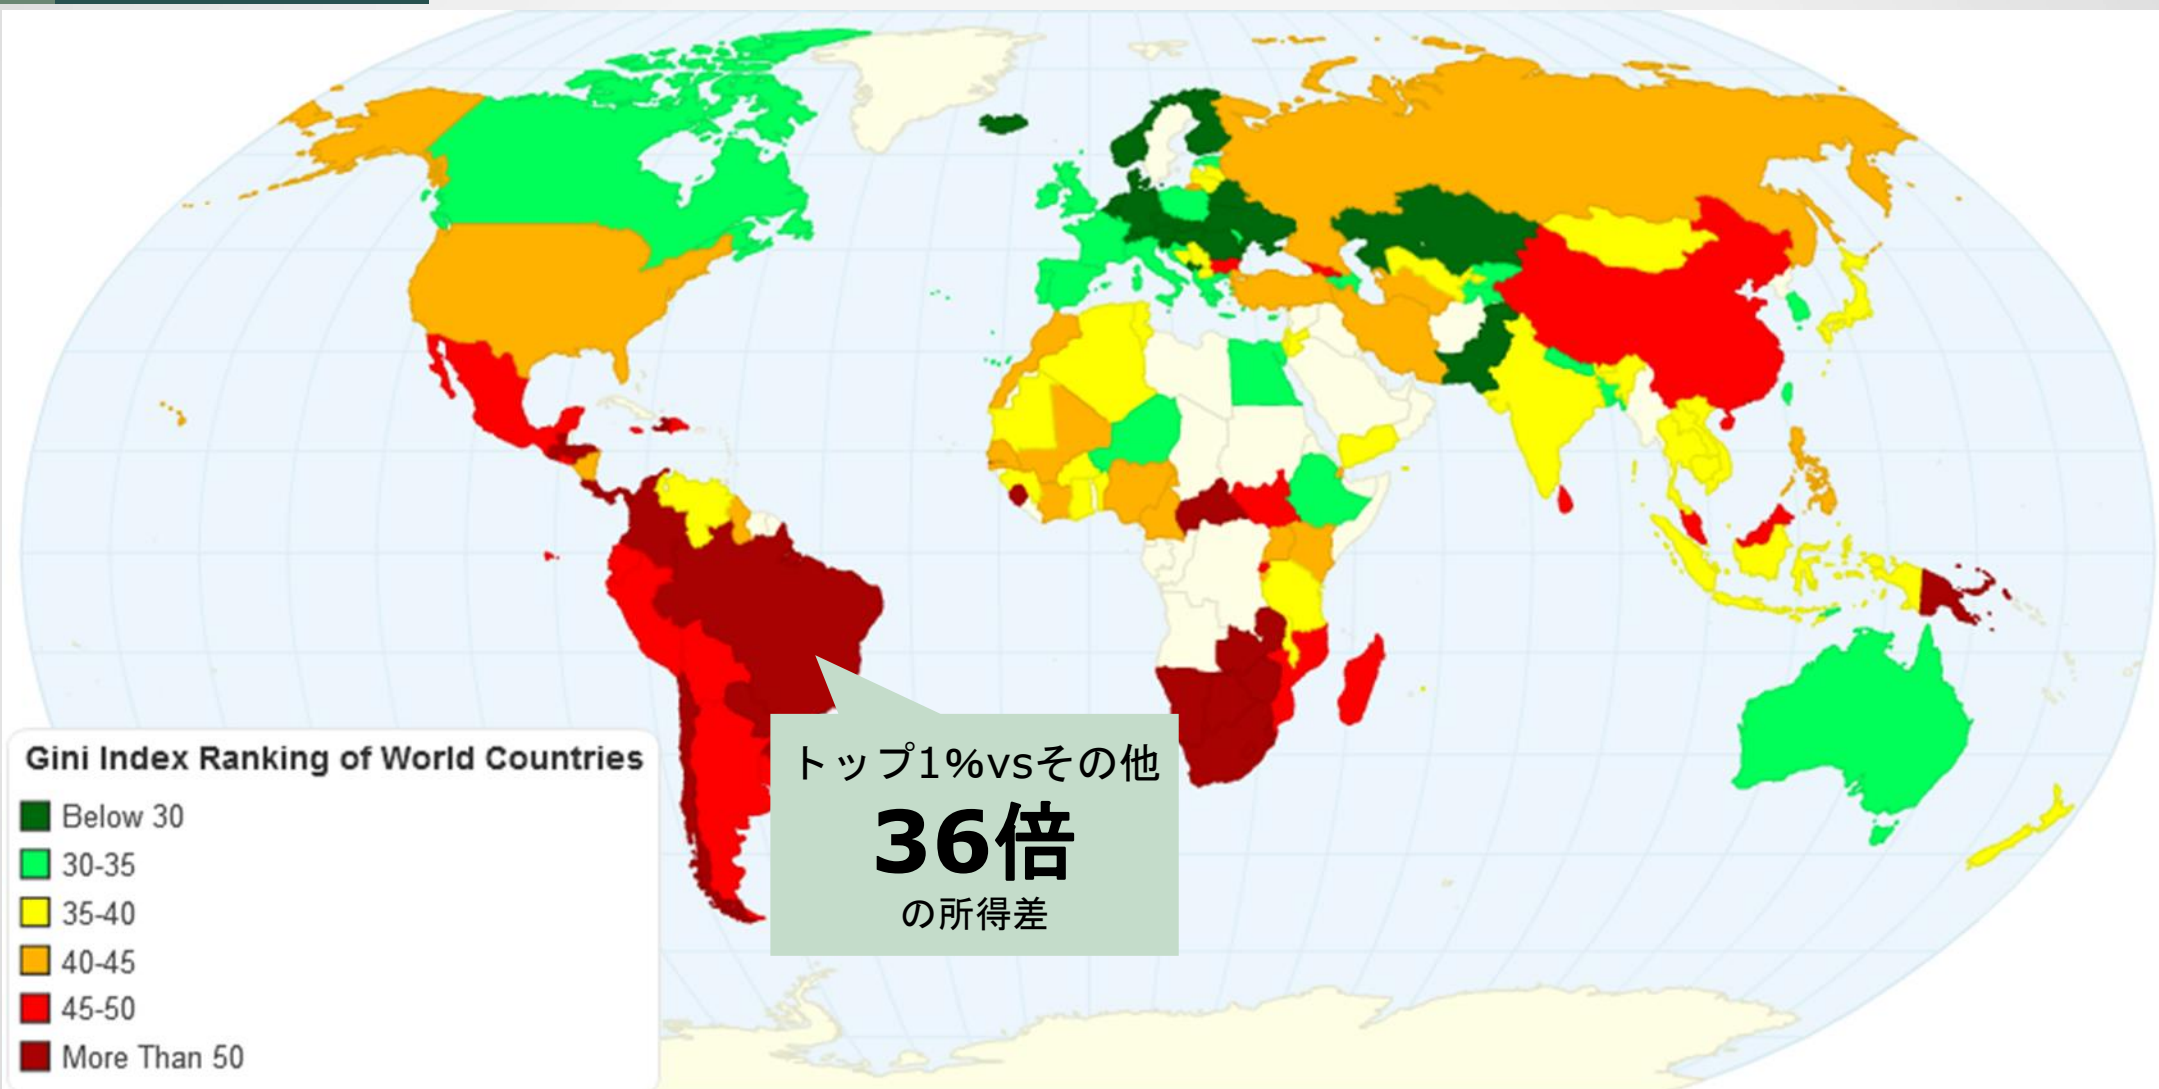 Gini Index Ranking of World Countries
Below 30
30-35
35-40
40-45
45-50
More Than 50
トップ1%vsその他
36倍
の所得差